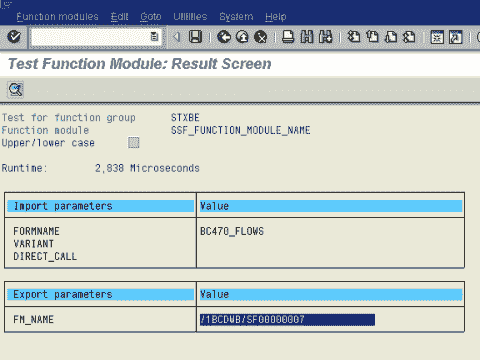 Function modules Edit Goto Utilities System Help
Test Function Module: Result Screen
Test for function group STXBE
Function module SSF_FUNCTION_MODULE_NAME
Upper/lower case
Runtime: 2,838 Microseconds
Import parameters Value
FORMNAME BC470_FLOWS
VARIANT
DIRECT_CALL
Export parameters Value
FM_NAME /1BCDWB/SF00000007